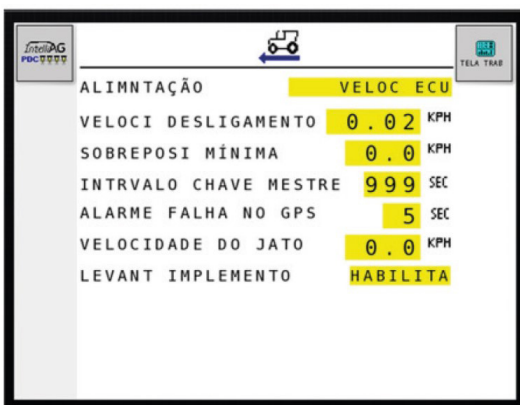 IntelliAG
PDC
TELA TRAB
ALIMNTAÇÃO VELOC ECU
VELOCI DESLIGAMENTO 0.02 KPH
SOBREPOSI MÍNIMA 0.0 KPH
INTRVALO CHAVE MESTRE 999 SEC
ALARME FALHA NO GPS 5 SEC
VELOCIDADE DO JATO 0.0 KPH
LEVANT IMPLEMENTO HABILITA